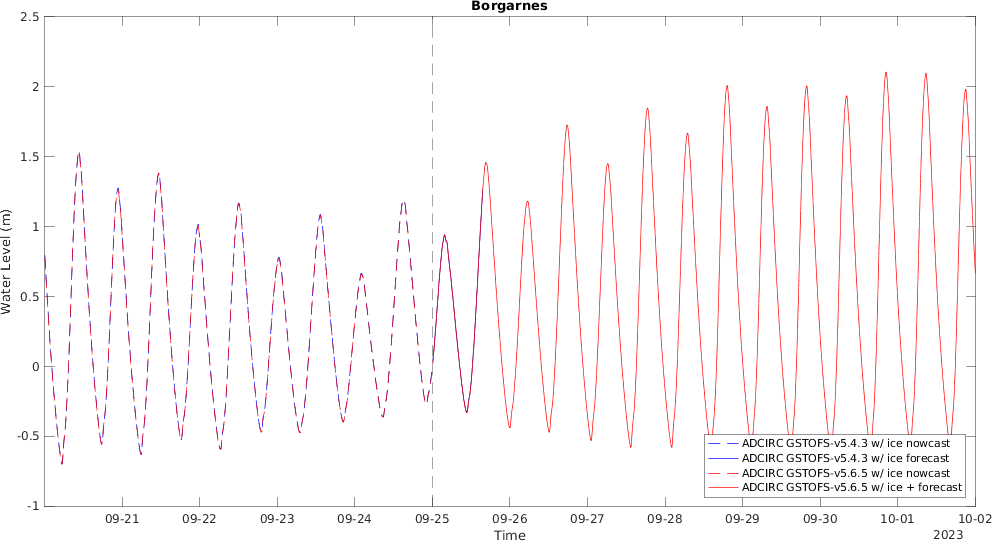 Borgarnes
2.5
2
1.5
1
0.5
0
-0.5
-1
Water Level (m)
09-21 09-22 09-23 09-24 09-25 09-26 09-27 09-28 09-29 09-30 10-01 10-02
Time
2023
ADCIRC GSTOFS-v5.4.3 w/ ice nowcast
ADCIRC GSTOFS-v5.4.3 w/ ice forecast
ADCIRC GSTOFS-v5.6.5 w/ ice nowcast
ADCIRC GSTOFS-v5.6.5 w/ ice + forecast